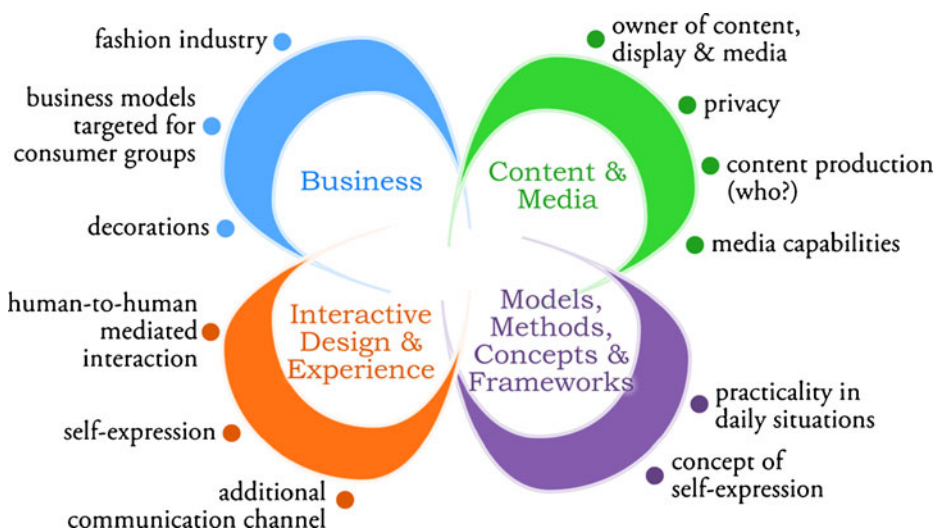 fashion industry
business models
targeted for
consumer groups
decorations
Business
owner of content,
display & media
privacy
content production
(who?)
media capabilities
Content &
Media
human-to-human
mediated
interaction
self-expression
additional
communication channel
Interactive
Design &
Experience
Models,
Methods,
Concepts &
Frameworks
practicality in
daily situations
concept of
self-expression